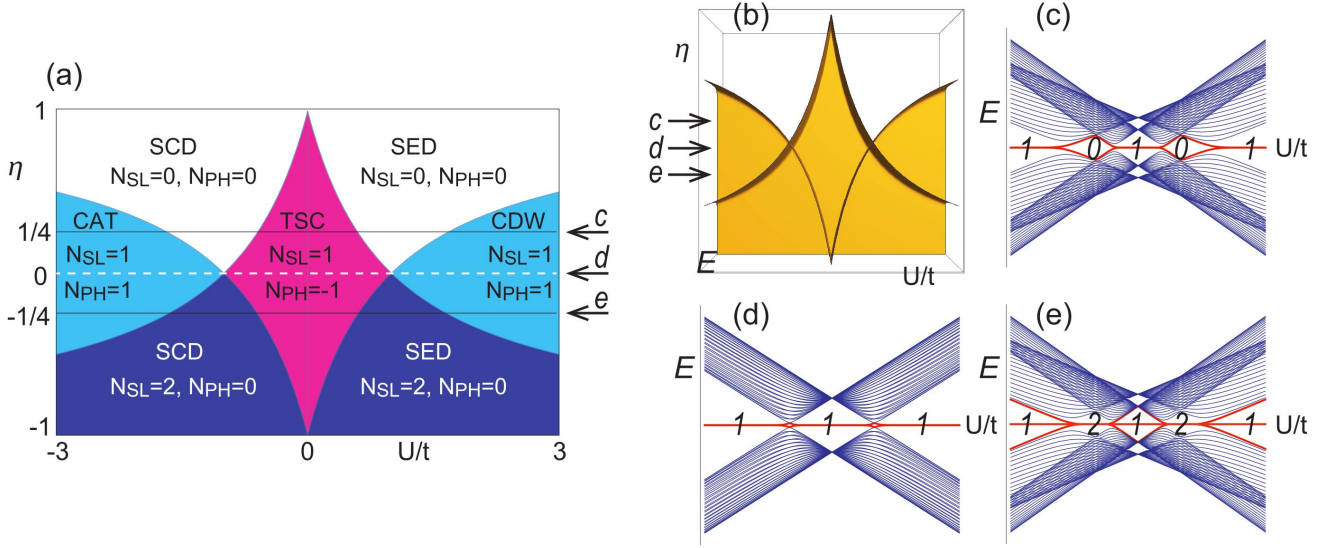 (a)
1
η
1/4
0
-1/4
-1
SCD
NSL=0, NPH=0
SED
NSL=0, NPH=0
CAT
NSL=1
NPH=1
TSC
NSL=1
NPH=-1
CDW
NSL=1
NPH=1
SCD
NSL=2, NPH=0
SED
NSL=2, NPH=0
c
d
e
-3
0
U/t
3
(b)
η
c
d
e
E
U/t
(c)
E
1 0 1 0 1
U/t
(d)
E
1 1 1
U/t
(e)
E
1 2 1 2 1
U/t